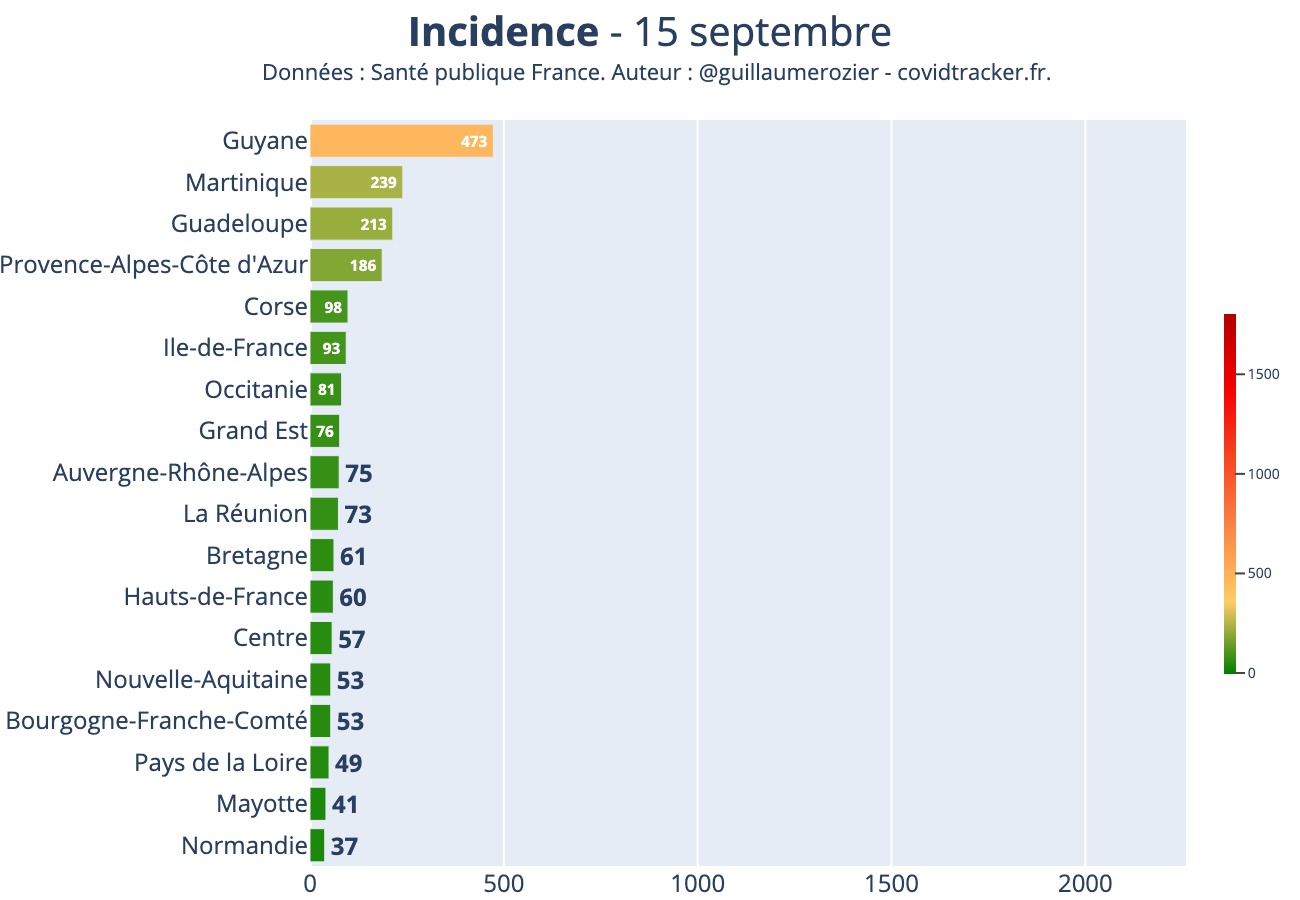 Incidence - 15 septembre
Données : Santé publique France. Auteur : @guillaumerozier - covidtracker.fr.
Guyane 473
Martinique 239
Guadeloupe 213
Provence-Alpes-Côte d'Azur 186
Corse 98
Ile-de-France 93
Occitanie 81
Grand Est 76
Auvergne-Rhône-Alpes 75
La Réunion 73
Bretagne 61
Hauts-de-France 60
Centre 57
Nouvelle-Aquitaine 53
Bourgogne-Franche-Comté 53
Pays de la Loire 49
Mayotte 41
Normandie 37
0 500 1000 1500 2000
1500
1000
500
0